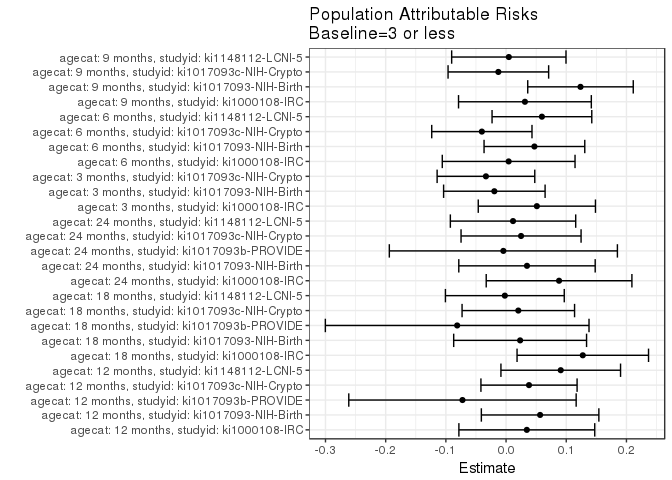 Population Attributable Risks
Baseline=3 or less
agecat: 9 months, studyid: ki1148112-LCNI-5
agecat: 9 months, studyid: ki1017093c-NIH-Crypto
agecat: 9 months, studyid: ki1017093-NIH-Birth
agecat: 9 months, studyid: ki1000108-IRC
agecat: 6 months, studyid: ki1148112-LCNI-5
agecat: 6 months, studyid: ki1017093c-NIH-Crypto
agecat: 6 months, studyid: ki1017093-NIH-Birth
agecat: 6 months, studyid: ki1000108-IRC
agecat: 3 months, studyid: ki1017093c-NIH-Crypto
agecat: 3 months, studyid: ki1017093-NIH-Birth
agecat: 3 months, studyid: ki1000108-IRC
agecat: 24 months, studyid: ki1148112-LCNI-5
agecat: 24 months, studyid: ki1017093c-NIH-Crypto
agecat: 24 months, studyid: ki1017093b-PROVIDE
agecat: 24 months, studyid: ki1017093-NIH-Birth
agecat: 24 months, studyid: ki1000108-IRC
agecat: 18 months, studyid: ki1148112-LCNI-5
agecat: 18 months, studyid: ki1017093c-NIH-Crypto
agecat: 18 months, studyid: ki1017093b-PROVIDE
agecat: 18 months, studyid: ki1017093-NIH-Birth
agecat: 18 months, studyid: ki1000108-IRC
agecat: 12 months, studyid: ki1148112-LCNI-5
agecat: 12 months, studyid: ki1017093c-NIH-Crypto
agecat: 12 months, studyid: ki1017093b-PROVIDE
agecat: 12 months, studyid: ki1017093-NIH-Birth
agecat: 12 months, studyid: ki1000108-IRC
-0.3 -0.2 -0.1 0.0 0.1 0.2
Estimate